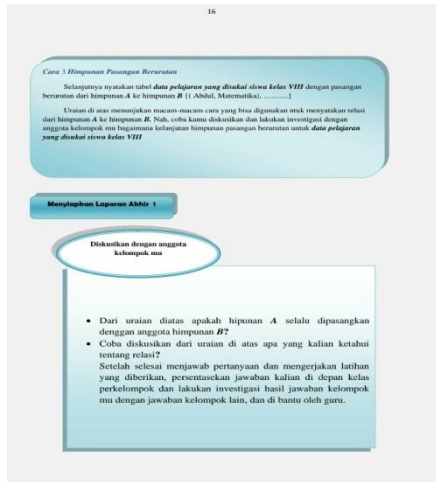 16
Cara 3 Himpunan Pasangan Berurutan
Selanjutnya nyatakan tabel data pelajaran yang disukai siswa kelas VIII dengan pasangan
berurutan dari himpunan A ke himpunan B {( Abdul, Matematika), ............}
Uraian di atas menunjukan macam-macam cara yang bisa digunakan ntuk menyatakan relasi
dari himpunan A ke himpunan B. Nah, coba kamu diskusikan dan lakukan investigasi dengan
anggota kelompok mu bagaimana kelanjutan himpunan pasangan berurutan untuk data pelajaran
yang disukai siswa kelas VIII
Menyiapkan Laporan Akhir 1
Diskusikan dengan anggota
kelompok mu
• Dari uraian diatas apakah hipunan A selalu dipasangkan
denggan anggota himpunan B?
• Coba diskusikan dari uraian di atas apa yang kalian ketahui
tentang relasi?
Setelah selesai menjawab pertanyaan dan mengerjakan latihan
yang diberikan, persentasekan jawaban kalian di depan kelas
perkelompok dan lakukan investigasi hasil jawaban kelompok
mu dengan jawaban kelompok lain, dan di bantu oleh guru.